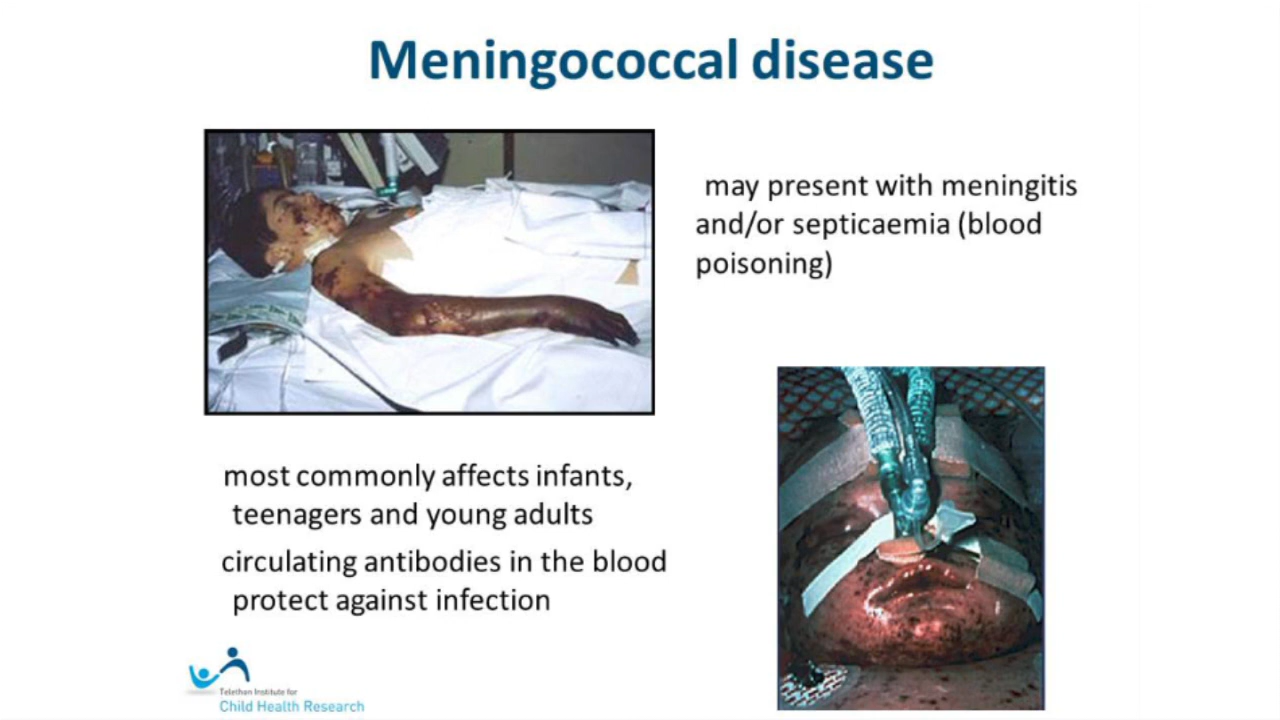 Meningococcal disease
may present with meningitis
and/or septicaemia (blood
poisoning)
most commonly affects infants,
teenagers and young adults
circulating antibodies in the blood
protect against infection
Telethon Institute for
Child Health Research